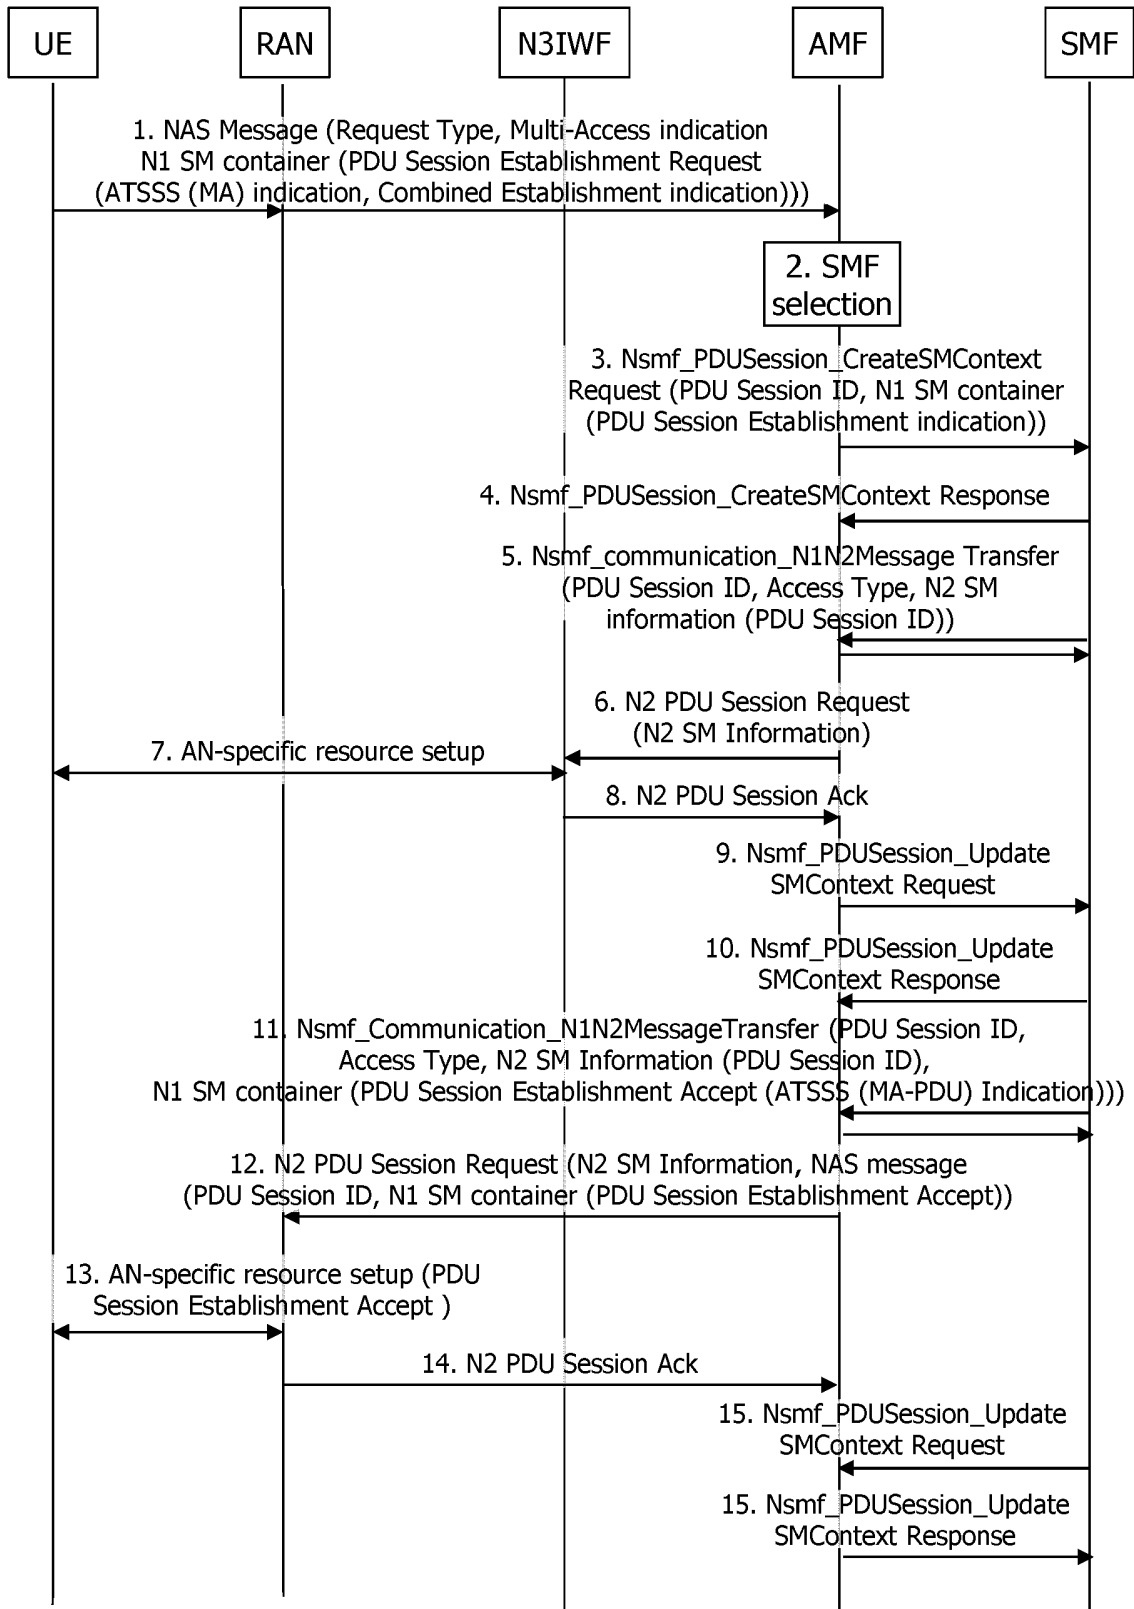 UE
RAN
N3IWF
AMF
SMF
1. NAS Message (Request Type, Multi-Access indication
N1 SM container (PDU Session Establishment Request
(ATSSS (MA) indication, Combined Establishment indication)))
2. SMF
selection
3. Nsmf_PDUSession_CreateSMContext
Request (PDU Session ID, N1 SM container
(PDU Session Establishment indication))
4. Nsmf_PDUSession_CreateSMContext Response
5. Nsmf_communication_N1N2Message Transfer
(PDU Session ID, Access Type, N2 SM
information (PDU Session ID))
6. N2 PDU Session Request
(N2 SM Information)
7. AN-specific resource setup
8. N2 PDU Session Ack
9. Nsmf_PDUSession_Update
SMContext Request
10. Nsmf_PDUSession_Update
SMContext Response
11. Nsmf_Communication_N1N2MessageTransfer (PDU Session ID,
Access Type, N2 SM Information (PDU Session ID),
N1 SM container (PDU Session Establishment Accept (ATSSS (MA-PDU) Indication)))
12. N2 PDU Session Request (N2 SM Information, NAS message
(PDU Session ID, N1 SM container (PDU Session Establishment Accept))
13. AN-specific resource setup (PDU
Session Establishment Accept )
14. N2 PDU Session Ack
15. Nsmf_PDUSession_Update
SMContext Request
15. Nsmf_PDUSession_Update
SMContext Response